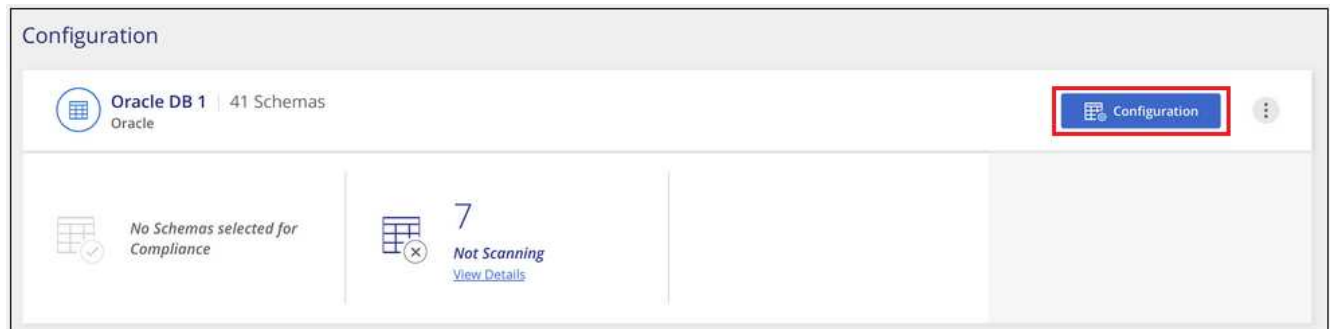 Configuration
Oracle DB 1 | 41 Schemas
Oracle
Configuration
No Schemas selected for
Compliance
7
Not Scanning
View Details